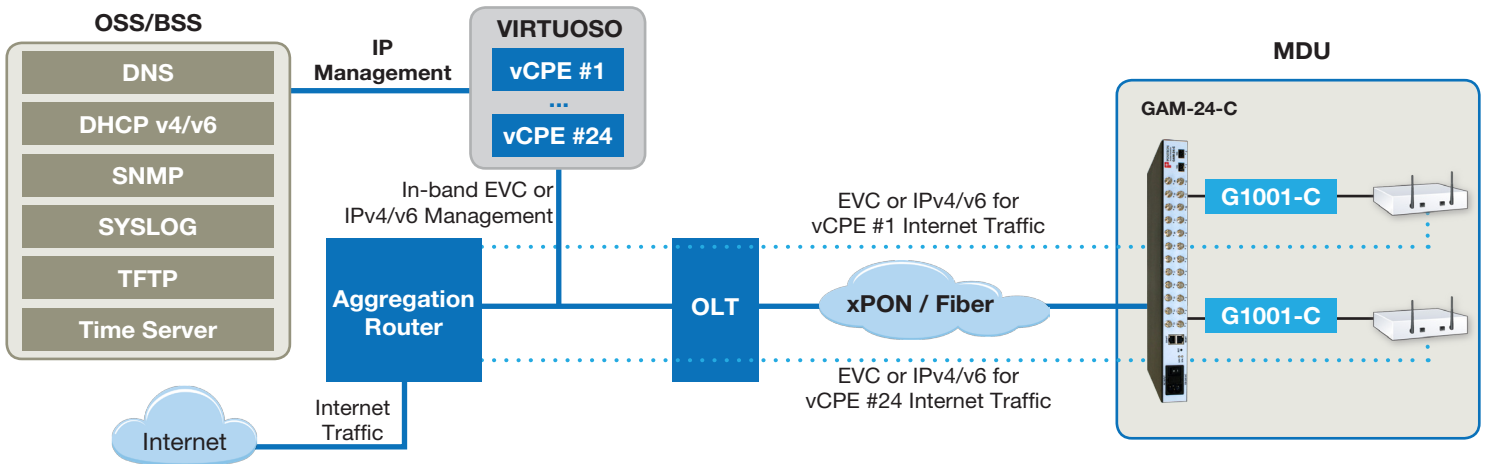 OSS/BSS
DNS
DHCP v4/v6
SNMP
SYSLOG
TFTP
Time Server
IP
Management
VIRTUOSO
vCPE #1
...
vCPE #24
In-band EVC or
IPv4/v6 Management
Aggregation
Router
Internet
Traffic
Internet
OLT
EVC or IPv4/v6 for
vCPE #1 Internet Traffic
xPON / Fiber
EVC or IPv4/v6 for
vCPE #24 Internet Traffic
MDU
GAM-24-C
G1001-C
G1001-C